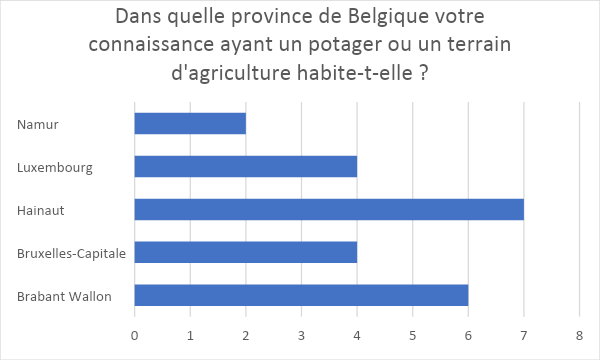 Dans quelle province de Belgique votre
connaissance ayant un potager ou un terrain
d'agriculture habite-t-elle ?
Namur
Luxembourg
Hainaut
Bruxelles-Capitale
Brabant Wallon
0 1 2 3 4 5 6 7 8